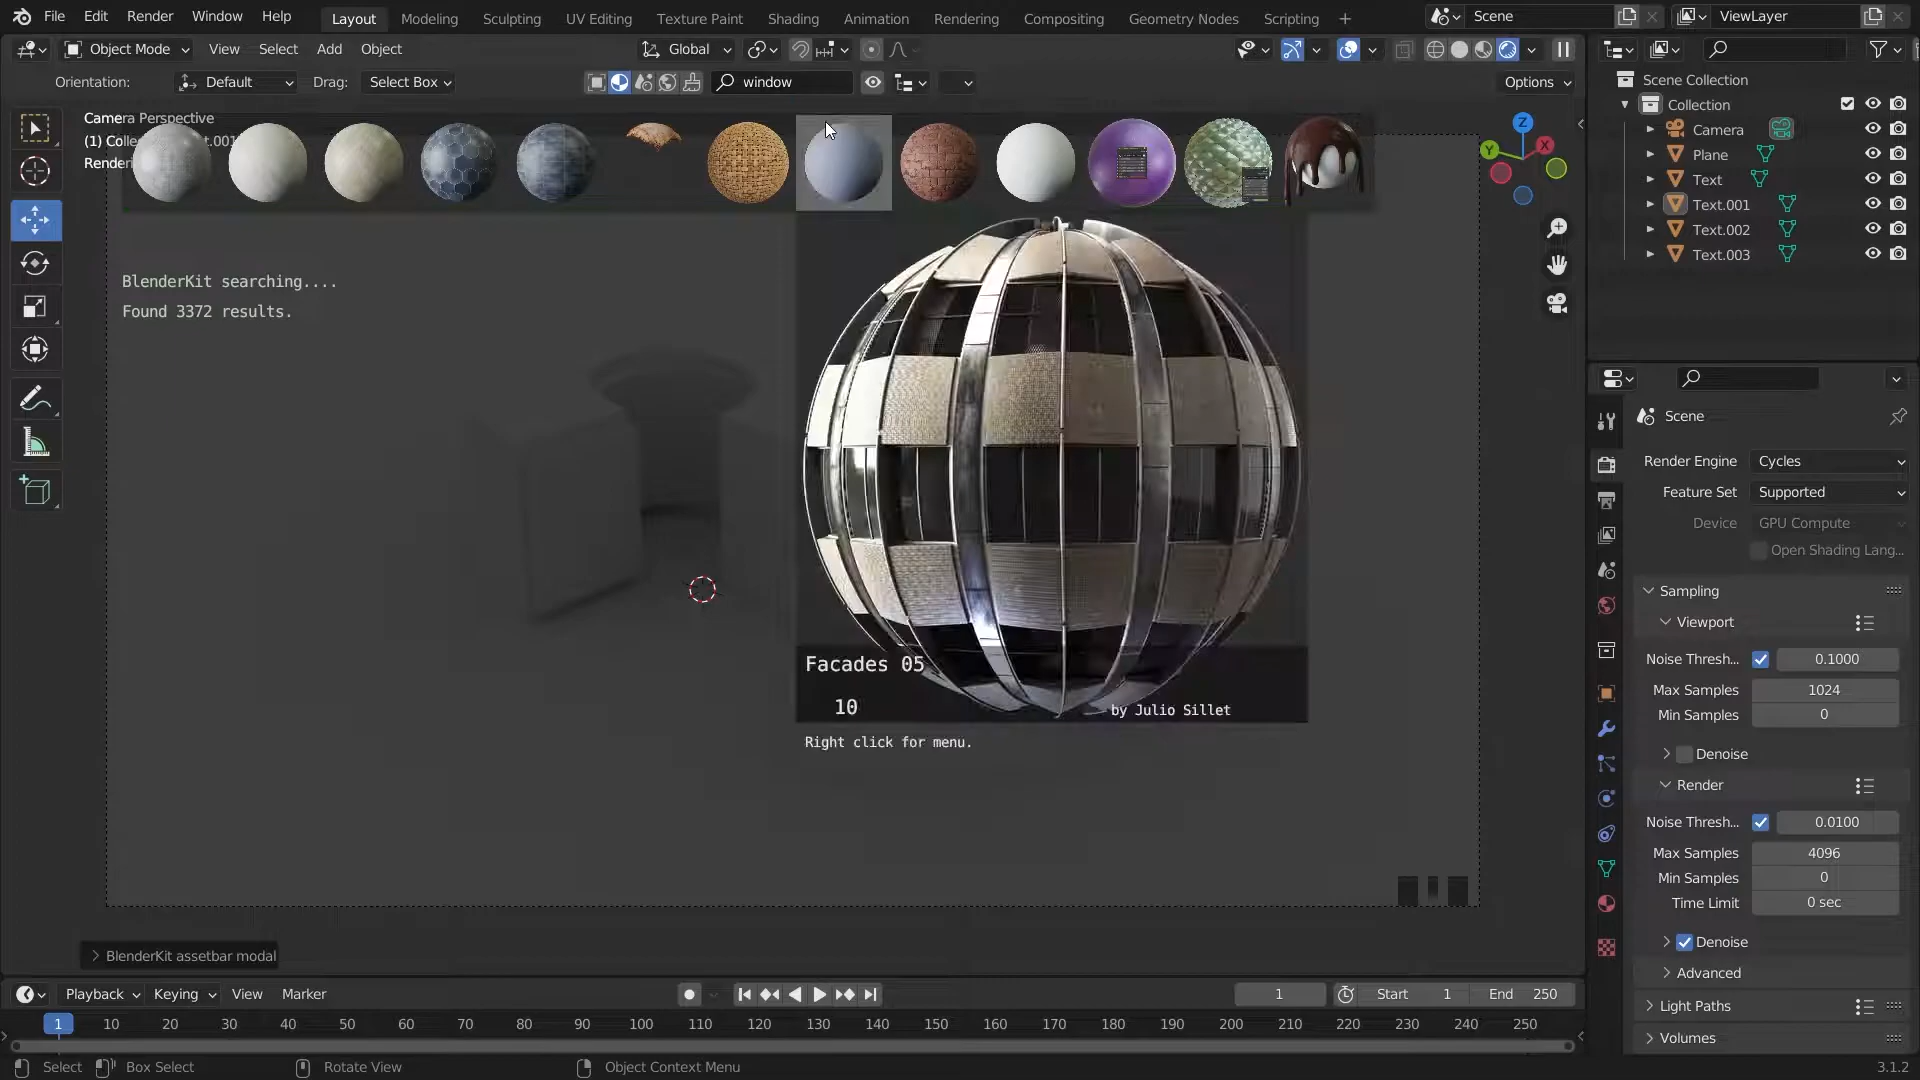 File Edit Render Window Help Layout Modeling Sculpting UV Editing Texture Paint Shading Animation Rendering Compositing Geometry Nodes Scripting + Scene ViewLayer
Object Mode View Select Add Object Global
Orientation: Default Drag: Select Box window Options
Camera Perspective
(1) Colle
t.001
Renderi
BlenderKit searching....
Found 3372 results.
Z
Y
X
Facades 05
10
by Julio Sillet
Right click for menu.
BlenderKit assetbar modal
Scene Collection
Collection
Camera
Plane
Text
Text.001
Text.002
Text.003
Scene
Render Engine Cycles
Feature Set Supported
Device GPU Compute
Open Shading Lang...
Sampling
Viewport
Noise Thresh... 0.1000
Max Samples 1024
Min Samples 0
Denoise
Render
Noise Thresh... 0.0100
Max Samples 4096
Min Samples 0
Time Limit 0 sec
Denoise
Advanced
Light Paths
Volumes
Playback Keying View Marker 1 Start 1 End 250
1 10 20 30 40 50 60 70 80 90 100 110 120 130 140 150 160 170 180 190 200 210 220 230 240 250
Select Box Select Rotate View Object Context Menu 3.1.2